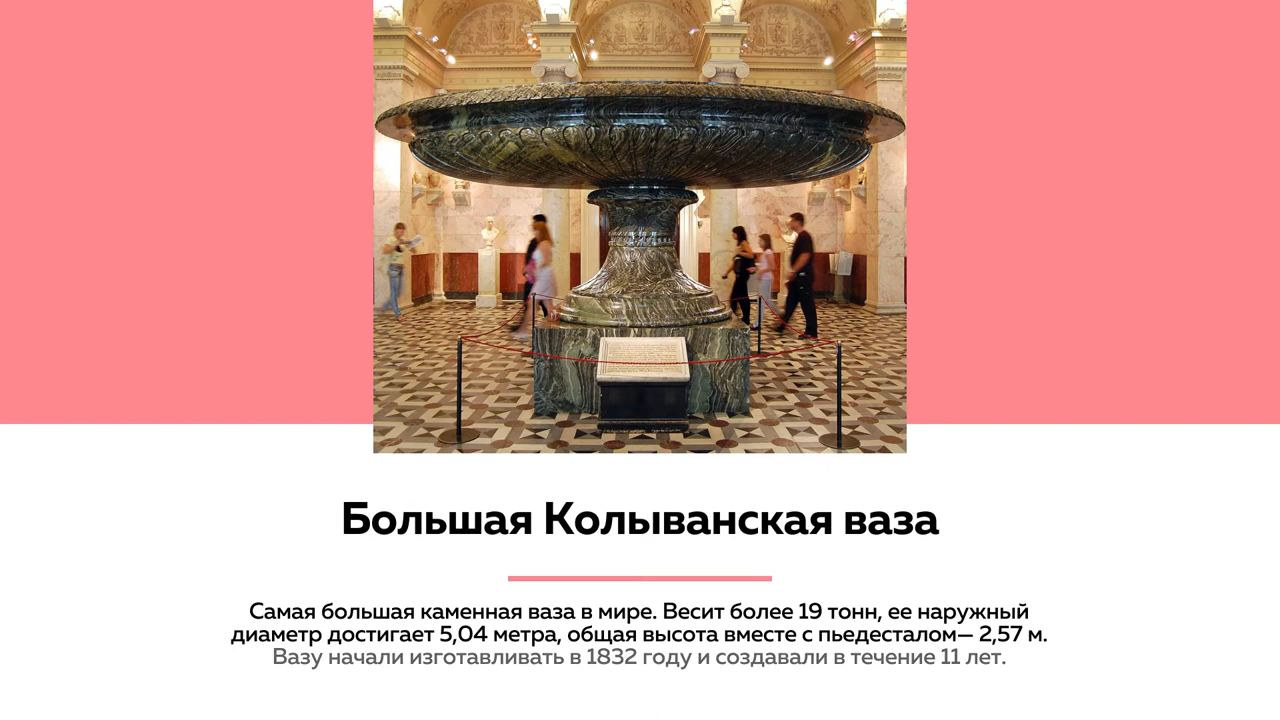 Большая Колыванская ваза
Самая большая каменная ваза в мире. Весит более 19 тонн, ее наружный
диаметр достигает 5,04 метра, общая высота вместе с пьедесталом— 2,57 м.
Вазу начали изготавливать в 1832 году и создавали в течение 11 лет.